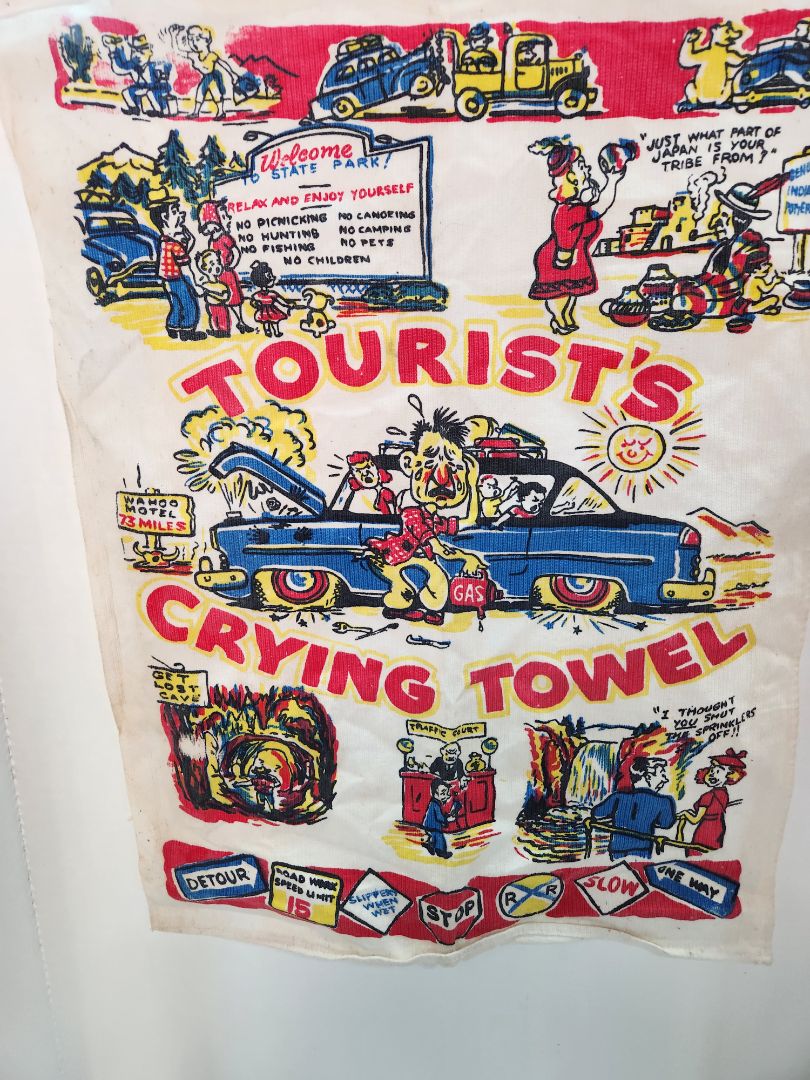 Welcome
TO STATE PARK!
RELAX AND ENJOY YOURSELF
NO PICNICKING NO CANOEING
NO HUNTING NO CAMPING
NO FISHING NO PETS
NO CHILDREN
"JUST WHAT PART OF
JAPAN IS YOUR
TRIBE FROM?"
TOURIST'S
WAHOO
MOTEL
73 MILES
GAS
CRYING TOWEL
GET
LOST
CAVE
TRAFFIC COURT
"I THOUGHT
YOU SHUT
THE SPRINKLERS
OFF!!
DETOUR
ROAD WORK
SPEED LIMIT
15
SLIPPERY
WHEN
WET
STOP
R R
SLOW
ONE WAY